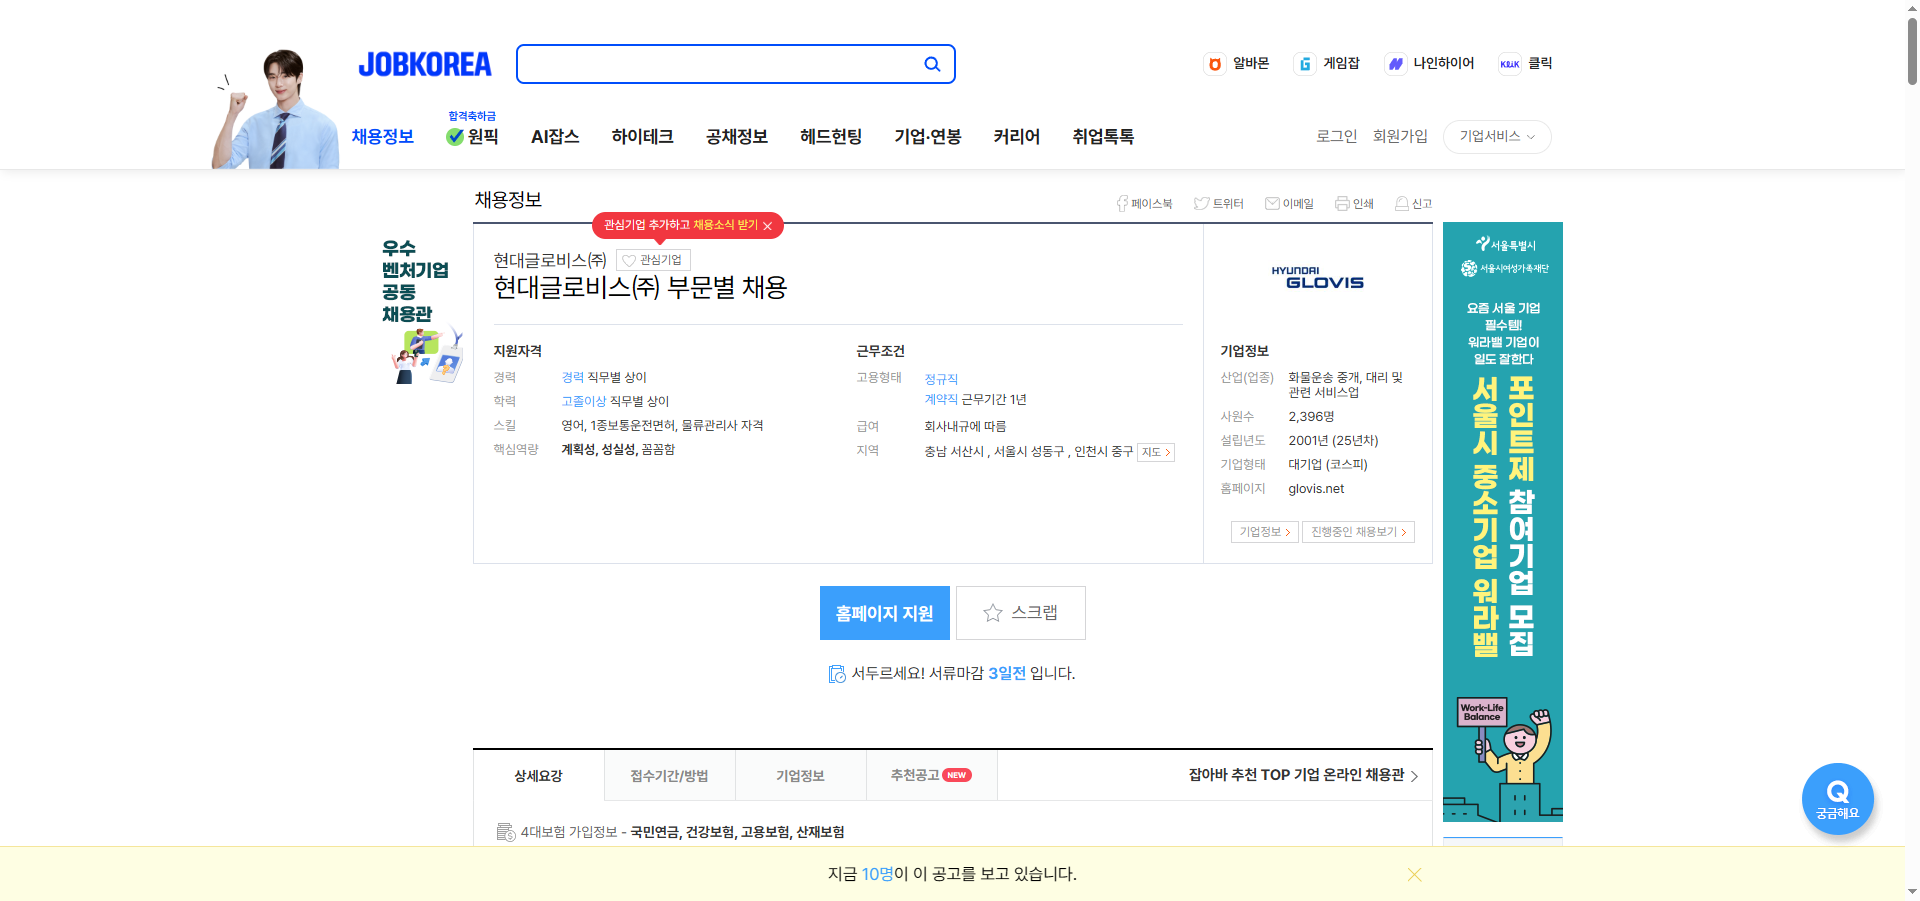 JOBKOREA
알바몬 게임잡 나인하이어 클릭
합격축하금
채용정보 원픽 AI잡스 하이테크 공채정보 헤드헌팅 기업·연봉 커리어 취업톡톡
로그인 회원가입 기업서비스
채용정보
페이스북 트위터 이메일 인쇄 신고
관심기업 추가하고 채용소식 받기
현대글로비스㈜ 관심기업
현대글로비스㈜ 부문별 채용
지원자격
경력 경력 직무별 상이
학력 고졸이상 직무별 상이
스킬 영어, 1종보통운전면허, 물류관리사 자격
핵심역량 계획성, 성실성, 꼼꼼함
근무조건
고용형태 정규직
계약직 근무기간 1년
급여 회사내규에 따름
지역 충남 서산시 , 서울시 성동구 , 인천시 중구 지도
HYUNDAI
GLOVIS
기업정보
산업(업종) 화물운송 중개, 대리 및
관련 서비스업
사원수 2,396명
설립년도 2001년 (25년차)
기업형태 대기업 (코스피)
홈페이지 glovis.net
기업정보 진행중인 채용보기
홈페이지 지원 스크랩
서두르세요! 서류마감 3일전 입니다.
상세요강 접수기간/방법 기업정보 추천공고 NEW
잡아바 추천 TOP 기업 온라인 채용관
4대보험 가입정보 - 국민연금, 건강보험, 고용보험, 산재보험
지금 10명이 이 공고를 보고 있습니다.
우수
벤처기업
공동
채용관
서울특별시
서울시여성가족재단
요즘 서울 기업
필수템!
워라밸 기업이
일도 잘한다
포인트제 참여기업 모집
서울시 중소기업 워라밸
Work-Life
Balance
Q
궁금해요